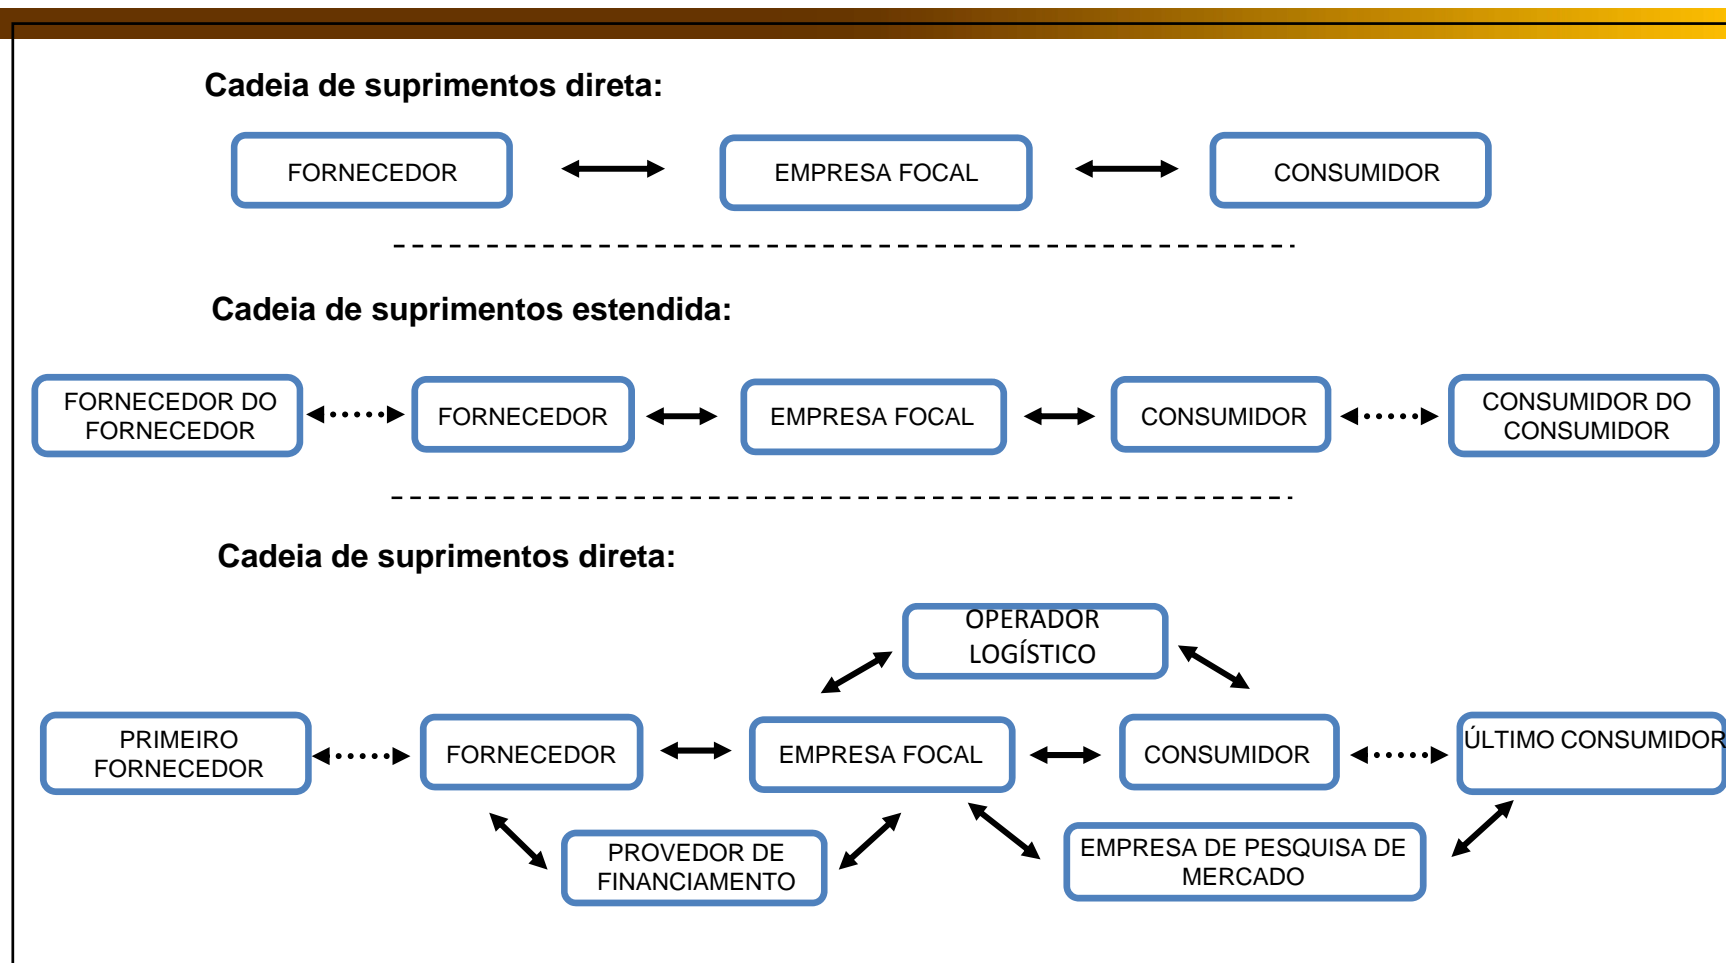 Cadeia de suprimentos direta:
FORNECEDOR
EMPRESA FOCAL
CONSUMIDOR
Cadeia de suprimentos estendida:
FORNECEDOR DO
FORNECEDOR
FORNECEDOR
EMPRESA FOCAL
CONSUMIDOR
CONSUMIDOR DO
CONSUMIDOR
Cadeia de suprimentos direta:
OPERADOR
LOGÍSTICO
PRIMEIRO
FORNECEDOR
FORNECEDOR
EMPRESA FOCAL
CONSUMIDOR
ÚLTIMO CONSUMIDOR
PROVEDOR DE
FINANCIAMENTO
EMPRESA DE PESQUISA DE
MERCADO